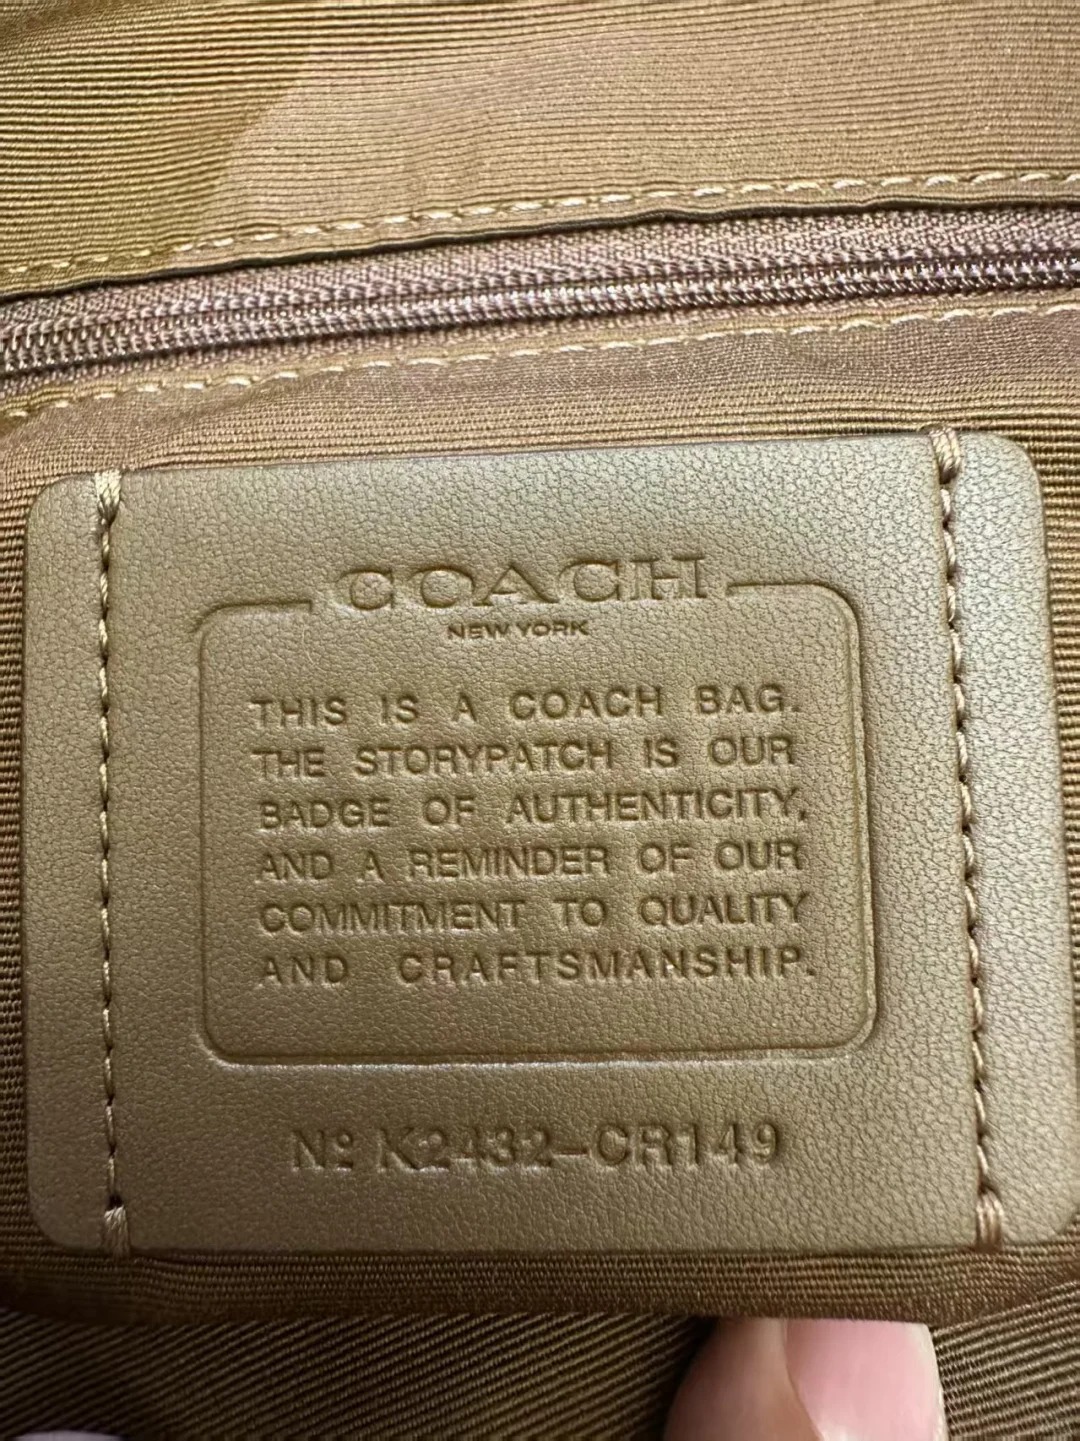 COACH
NEW YORK
THIS IS A COACH BAG.
THE STORYPATCH IS OUR
BADGE OF AUTHENTICITY,
AND A REMINDER OF OUR
COMMITMENT TO QUALITY
AND CRAFTSMANSHIP.
Nº K2432-CR149